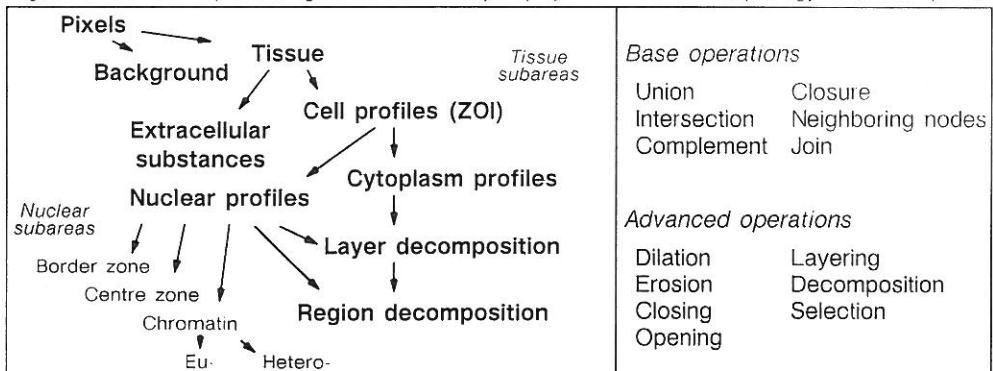 Pixels
Background
Tissue
Tissue
subareas
Cell profiles (ZOI)
Extracellular
substances
Cytoplasm profiles
Nuclear profiles
Nuclear
subareas
Layer decomposition
Border zone
Centre zone
Region decomposition
Chromatin
Eu-
Hetero-
Base operations
Union Closure
Intersection Neighboring nodes
Complement Join
Advanced operations
Dilation Layering
Erosion Decomposition
Closing Selection
Opening